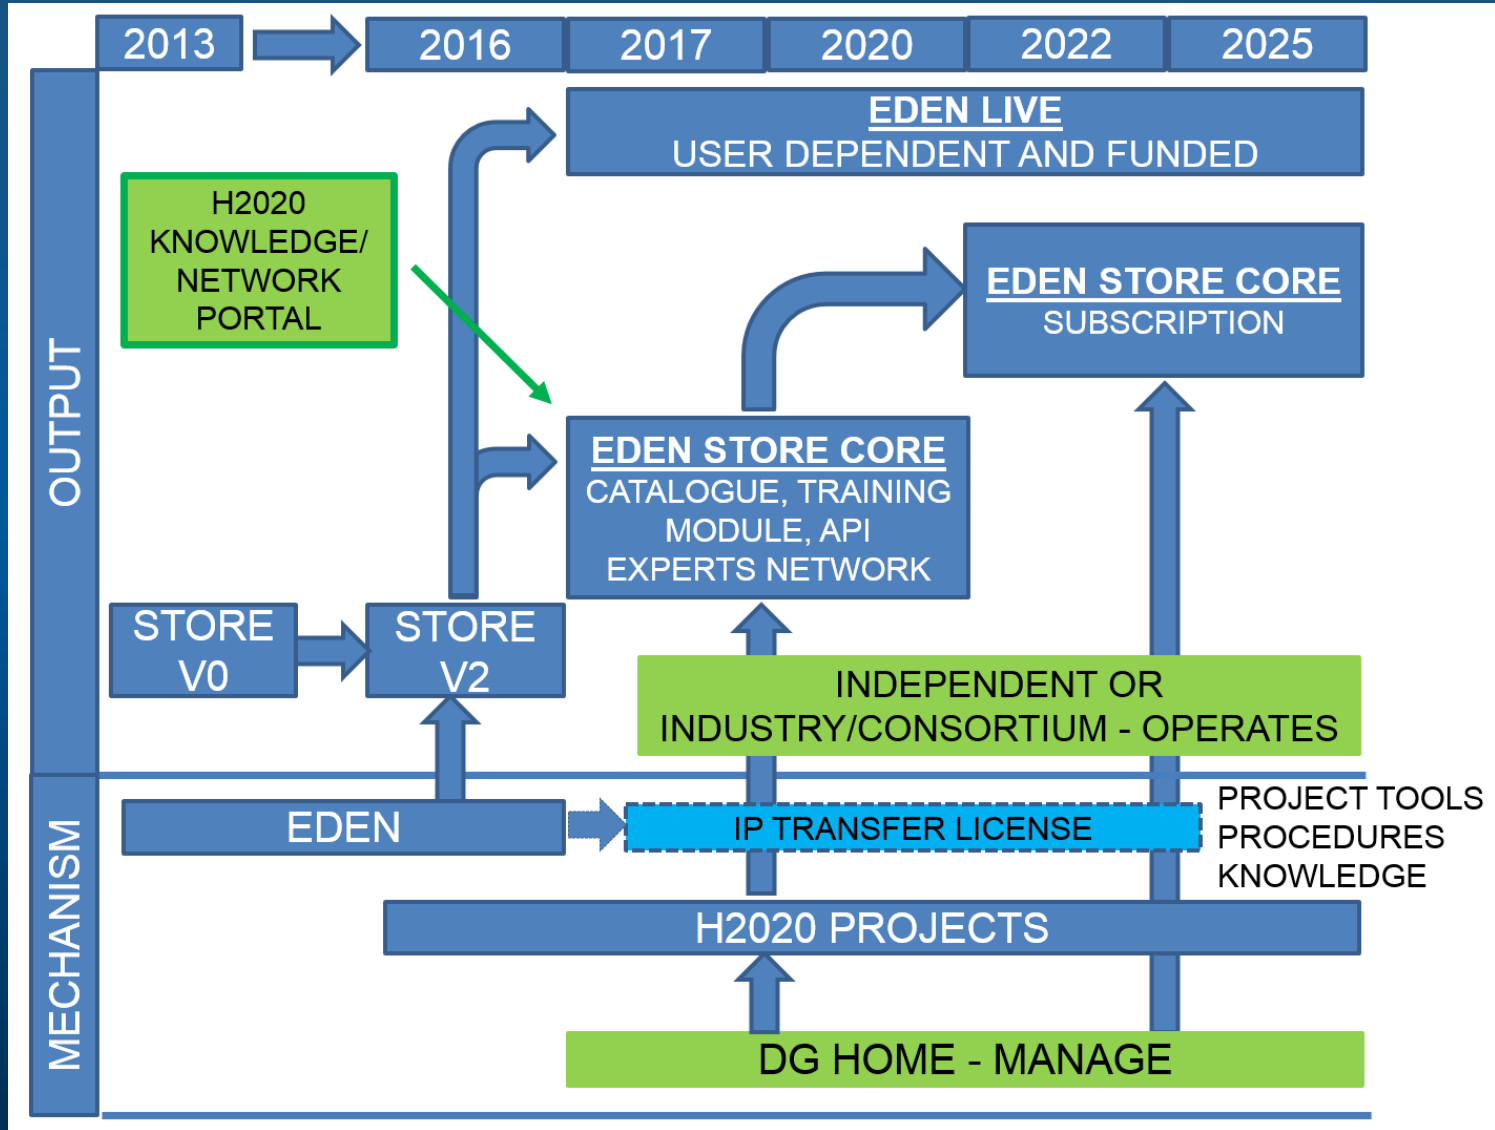 2013
2016
2017
2020
2022
2025
OUTPUT
EDEN LIVE
USER DEPENDENT AND FUNDED
H2020
KNOWLEDGE/
NETWORK
PORTAL
EDEN STORE CORE
SUBSCRIPTION
EDEN STORE CORE
CATALOGUE, TRAINING
MODULE, API
EXPERTS NETWORK
STORE
V0
STORE
V2
INDEPENDENT OR
INDUSTRY/CONSORTIUM - OPERATES
MECHANISM
EDEN
IP TRANSFER LICENSE
PROJECT TOOLS
PROCEDURES
KNOWLEDGE
H2020 PROJECTS
DG HOME - MANAGE